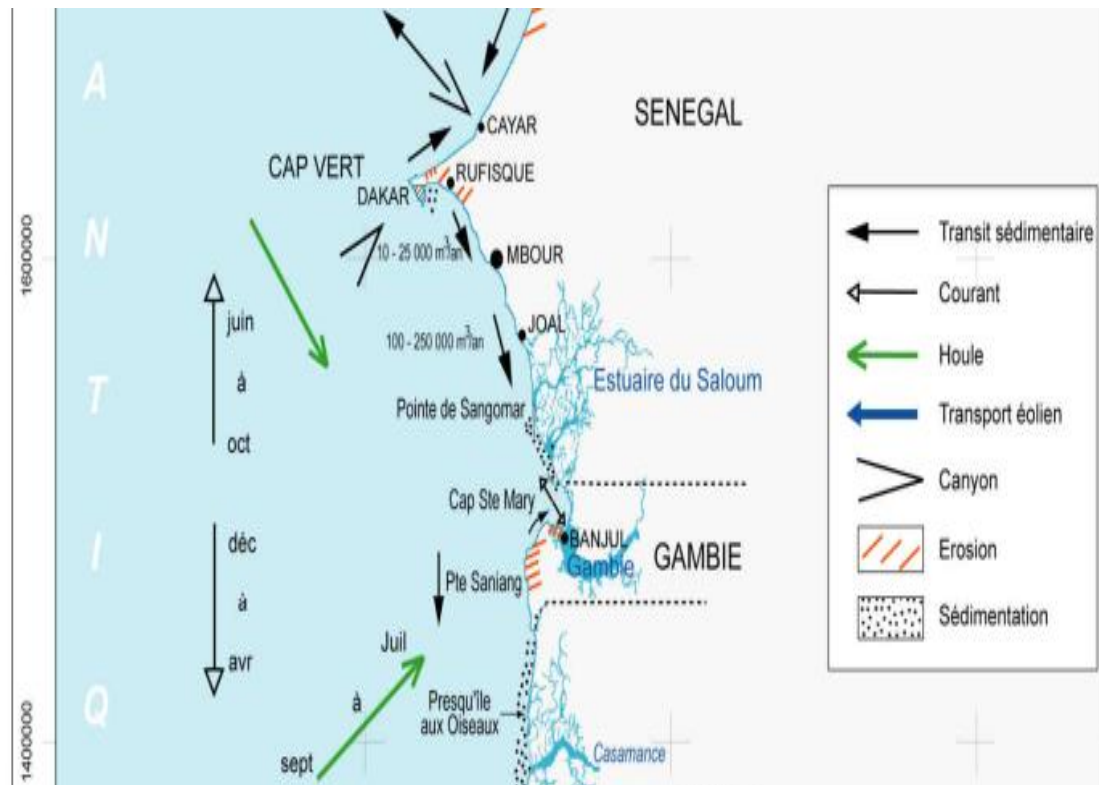 A
N
T
I
Q
1600000
1400000
SENEGAL
CAYAR
CAP VERT
RUFISQUE
DAKAR
10 - 25 000 m³/an
MBOUR
juin
à
oct
JOAL
100 - 250 000 m³/an
Estuaire du Saloum
Pointe de Sangomar
Cap Ste Mary
BANJUL
Gambie
GAMBIE
déc
à
avr
Pte Saniang
Juil
à
sept
Presqu'île
aux Oiseaux
Casamance
Transit sédimentaire
Courant
Houle
Transport éolien
Canyon
Erosion
Sédimentation